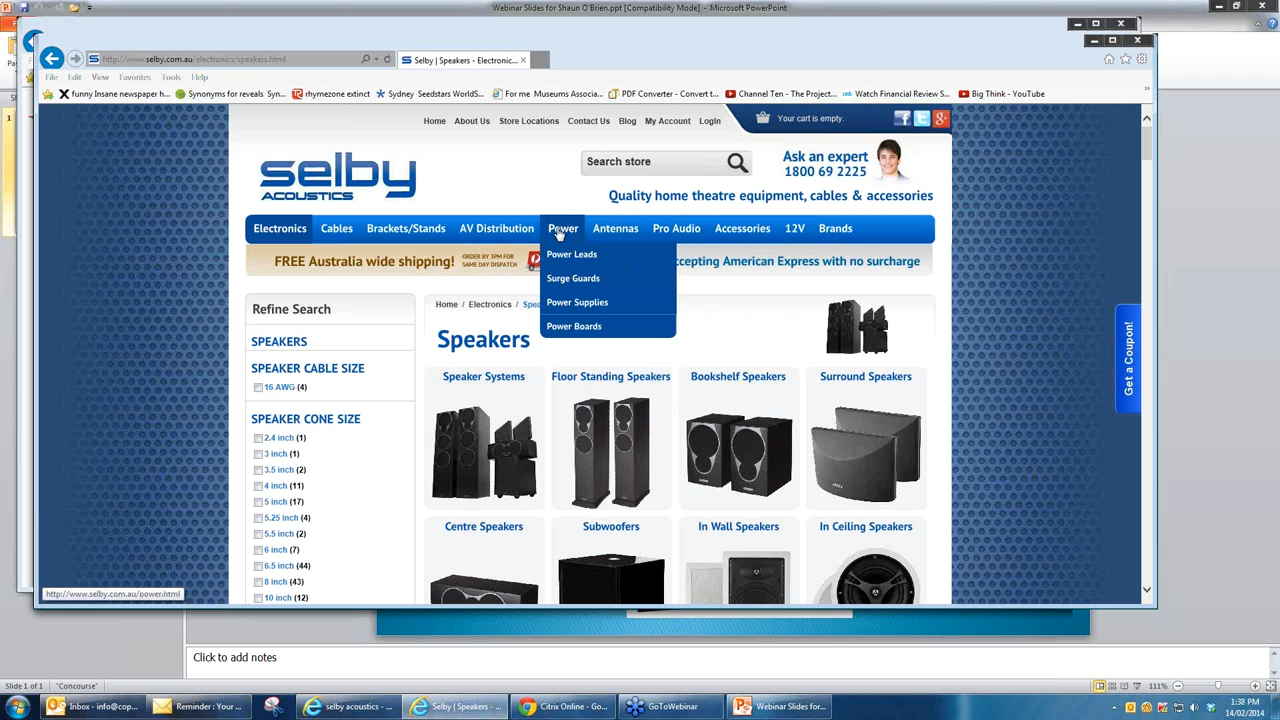 Webinar Slides for Shaun O'Brien.ppt [Compatibility Mode] - Microsoft PowerPoint
http://www.selby.com.au/electronics/speakers.html
Selby | Speakers - Electronic...
File Edit View Favorites Tools Help
funny Insane newspaper h...
Synonyms for reveals Syn...
rhymezone extinct
Sydney Seedstars WorldS...
For me Museums Associa...
PDF Converter - Convert t...
Channel Ten - The Project...
Watch Financial Review S...
Big Think - YouTube
Home About Us Store Locations Contact Us Blog My Account LogIn
Your cart is empty.
selby
ACOUSTICS
Search store
Ask an expert
1800 69 2225
Quality home theatre equipment, cables & accessories
Electronics Cables Brackets/Stands AV Distribution Power Antennas Pro Audio Accessories 12V Brands
Power Leads
Surge Guards
Power Supplies
Power Boards
FREE Australia wide shipping!
ORDER BY 3PM FOR
SAME DAY DISPATCH
ccepting American Express with no surcharge
Refine Search
SPEAKERS
SPEAKER CABLE SIZE
16 AWG (4)
SPEAKER CONE SIZE
2.4 inch (1)
3 inch (1)
3.5 inch (2)
4 inch (11)
5 inch (17)
5.25 inch (4)
5.5 inch (2)
6 inch (7)
6.5 inch (44)
8 inch (43)
10 inch (12)
Home / Electronics / Spea
Speakers
Speaker Systems
Floor Standing Speakers
Bookshelf Speakers
Surround Speakers
Centre Speakers
Subwoofers
In Wall Speakers
In Ceiling Speakers
Get a Coupon!
http://www.selby.com.au/power.html
Click to add notes
Slide 1 of 1
"Concourse"
111%
Inbox - info@cop...
Reminder : Your ...
selby acoustics - ...
Selby | Speakers - ...
Citrix Online - Go...
GoToWebinar
Webinar Slides for...
1:38 PM
14/02/2014